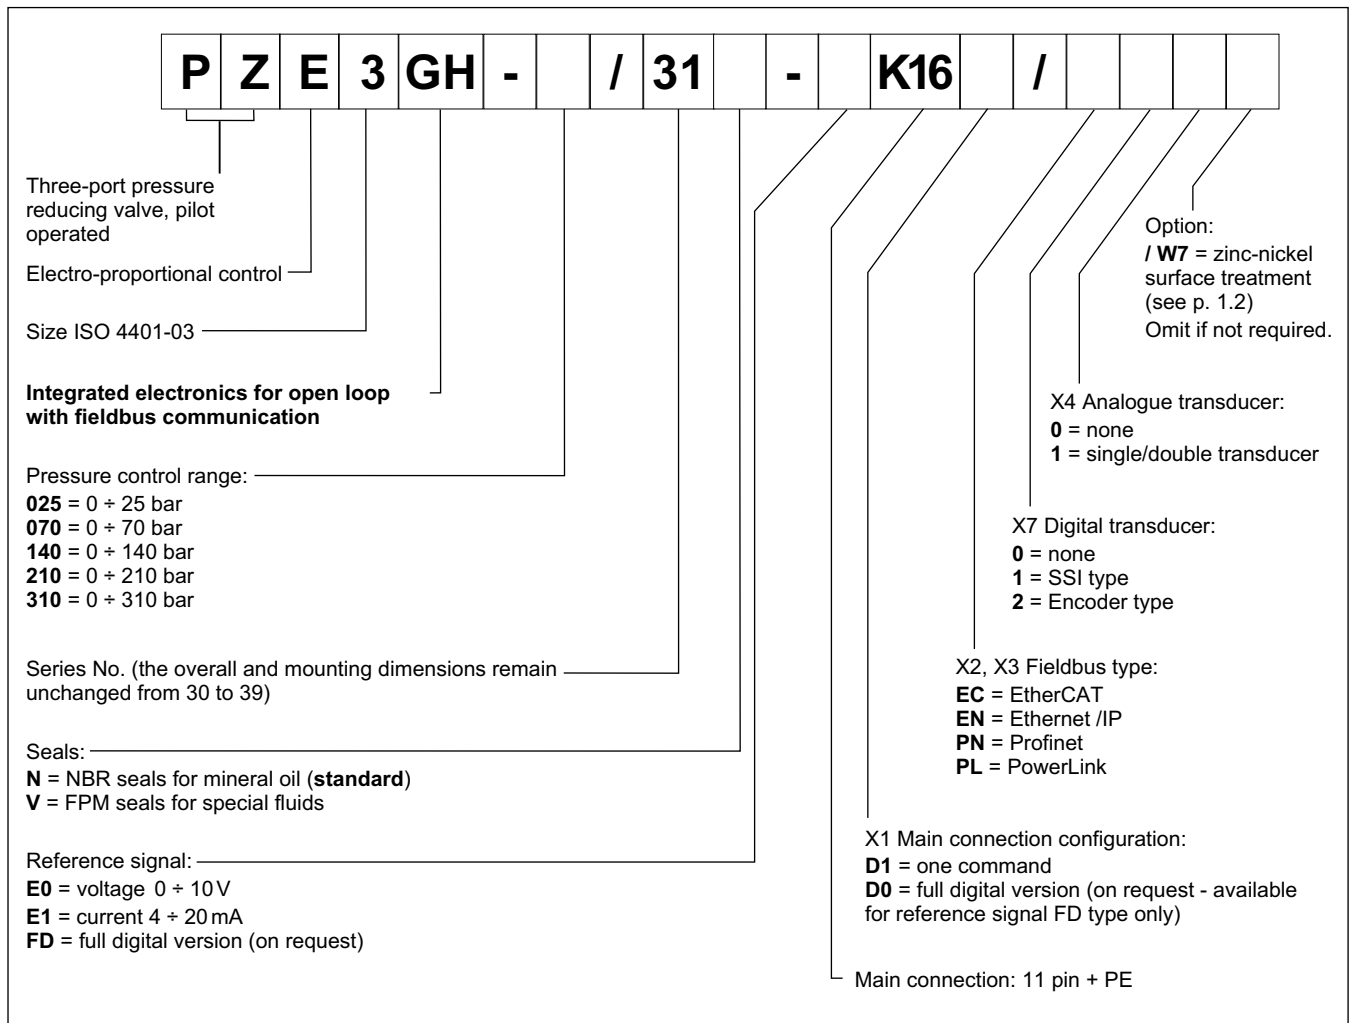 P Z E 3 GH - / 31 - K16 /
Three-port pressure
reducing valve, pilot
operated
Electro-proportional control
Size ISO 4401-03
Integrated electronics for open loop
with fieldbus communication
Pressure control range:
025 = 0 ÷ 25 bar
070 = 0 ÷ 70 bar
140 = 0 ÷ 140 bar
210 = 0 ÷ 210 bar
310 = 0 ÷ 310 bar
Series No. (the overall and mounting dimensions remain
unchanged from 30 to 39)
Seals:
N = NBR seals for mineral oil (standard)
V = FPM seals for special fluids
Reference signal:
E0 = voltage 0 ÷ 10 V
E1 = current 4 ÷ 20 mA
FD = full digital version (on request)
Option:
/ W7 = zinc-nickel
surface treatment
(see p. 1.2)
Omit if not required.
X4 Analogue transducer:
0 = none
1 = single/double transducer
X7 Digital transducer:
0 = none
1 = SSI type
2 = Encoder type
X2, X3 Fieldbus type:
EC = EtherCAT
EN = Ethernet /IP
PN = Profinet
PL = PowerLink
X1 Main connection configuration:
D1 = one command
D0 = full digital version (on request - available
for reference signal FD type only)
Main connection: 11 pin + PE